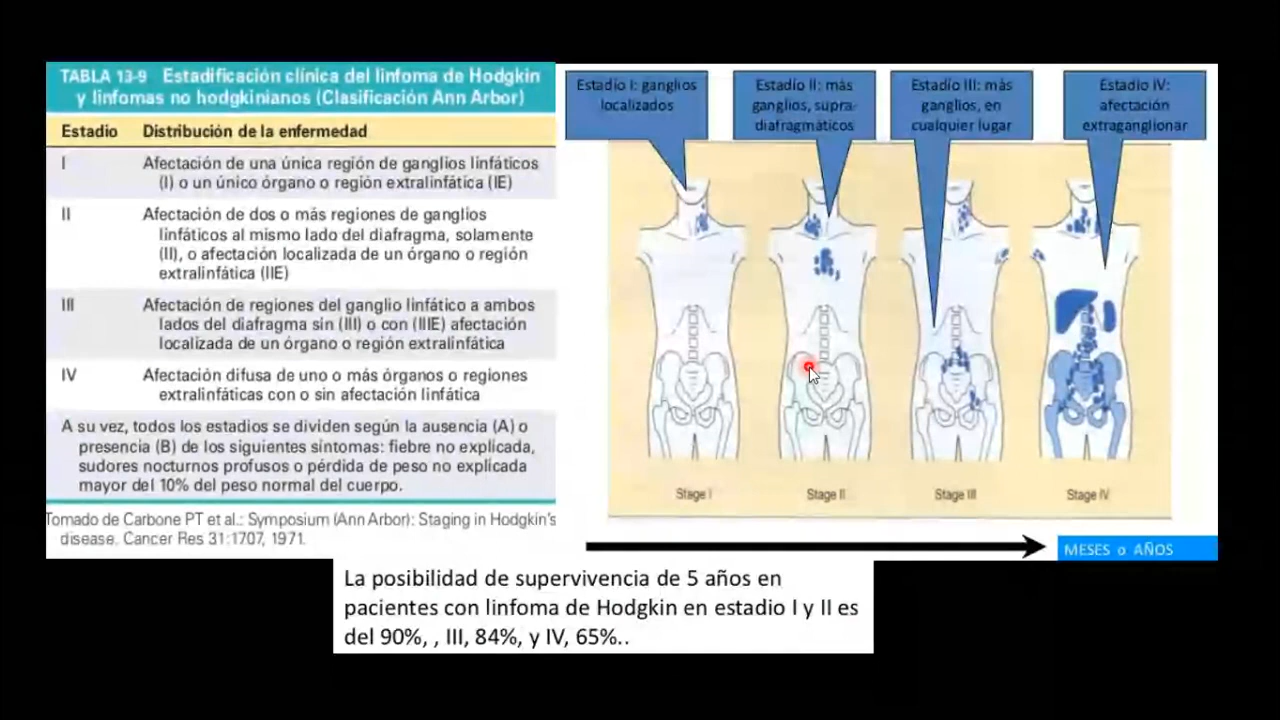 TABLA 13-9 Estadificación clínica del linfoma de Hodgkin
y linfomas no hodgkinianos (Clasificación Ann Arbor)
Estadio Distribución de la enfermedad
I Afectación de una única región de ganglios linfáticos
(I) o un único órgano o región extralinfática (IE)
II Afectación de dos o más regiones de ganglios
linfáticos al mismo lado del diafragma, solamente
(II), o afectación localizada de un órgano o región
extralinfática (IIE)
III Afectación de regiones del ganglio linfático a ambos
lados del diafragma sin (III) o con (IIIE) afectación
localizada de un órgano o región extralinfática
IV Afectación difusa de uno o más órganos o regiones
extralinfáticas con o sin afectación linfática
A su vez, todos los estadios se dividen según la ausencia (A) o
presencia (B) de los siguientes síntomas: fiebre no explicada,
sudores nocturnos profusos o pérdida de peso no explicada
mayor del 10% del peso normal del cuerpo.
Tomado de Carbone PT et al.: Symposium (Ann Arbor): Staging in Hodgkin's
disease. Cancer Res 31:1707, 1971.
Estadío I: ganglios
localizados
Estadío II: más
ganglios, supra-
diafragmáticos
Estadío III: más
ganglios, en
cualquier lugar
Estadío IV:
afectación
extraganglionar
Stage I
Stage II
Stage III
Stage IV
MESES o AÑOS
La posibilidad de supervivencia de 5 años en
pacientes con linfoma de Hodgkin en estadio I y II es
del 90%, , III, 84%, y IV, 65%..